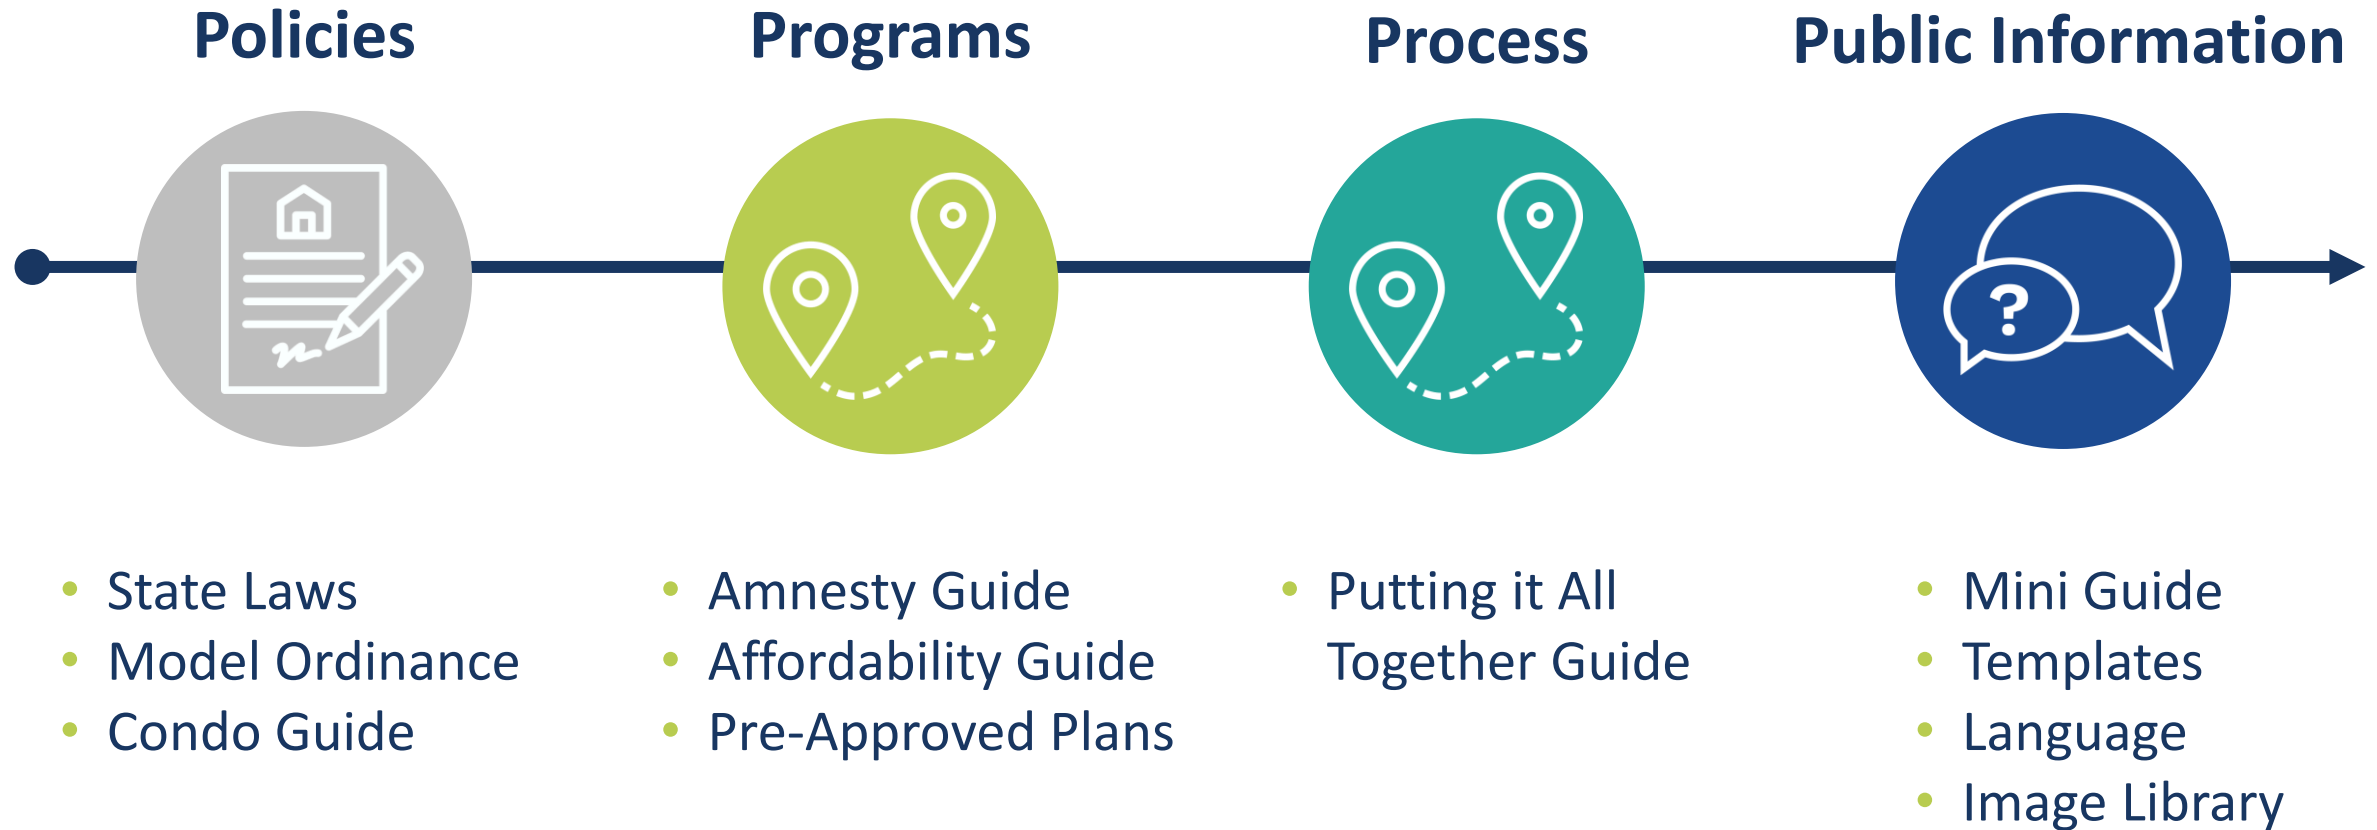 Policies
Programs
Process
Public Information
?
• State Laws
• Model Ordinance
• Condo Guide
• Amnesty Guide
• Affordability Guide
• Pre-Approved Plans
• Putting it All
Together Guide
• Mini Guide
• Templates
• Language
• Image Library